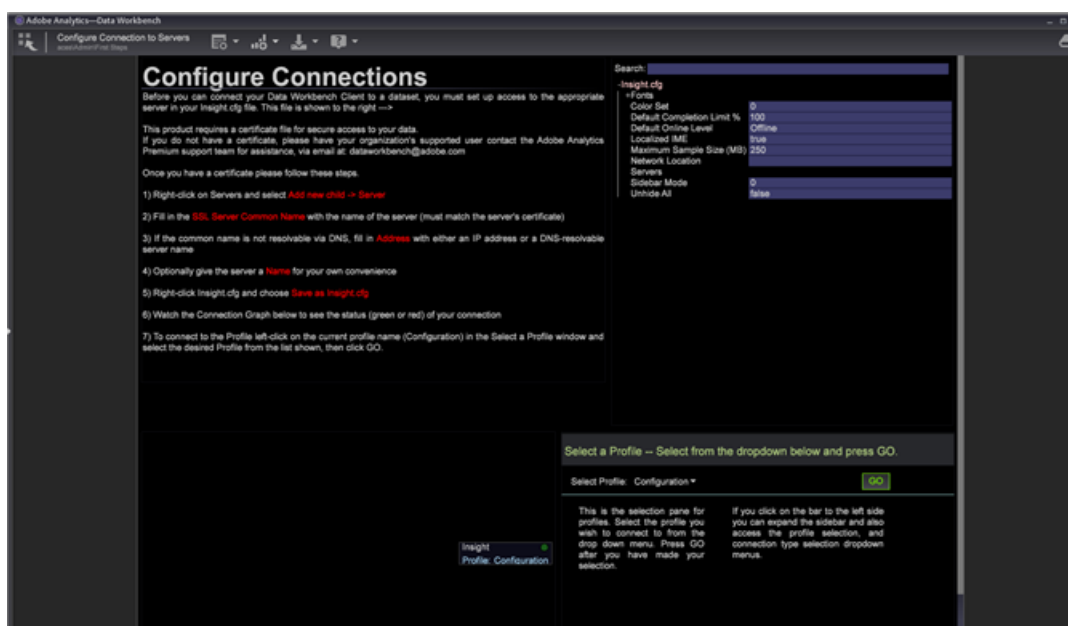 Adobe Analytics—Data Workbench
Configure Connection to Servers
Configure Connections
Before you can connect your Data Workbench Client to a dataset, you must set up access to the appropriate
server in your Insight.cfg file. This file is shown to the right --->
This product requires a certificate file for secure access to your data.
If you do not have a certificate, please have your organization's supported user contact the Adobe Analytics
Premium support team for assistance, via email at: dataworkbench@adobe.com
Once you have a certificate please follow these steps.
1) Right-click on Servers and select Add new child -> Server
2) Fill in the SSL Server Common Name with the name of the server (must match the server's certificate)
3) If the common name is not resolvable via DNS, fill in Address with either an IP address or a DNS-resolvable
server name
4) Optionally give the server a Name for your own convenience
5) Right-click Insight.cfg and choose Save as Insight.cfg
6) Watch the Connection Graph below to see the status (green or red) of your connection
7) To connect to the Profile left-click on the current profile name (Configuration) in the Select a Profile window and
select the desired Profile from the list shown, then click GO.
Search:
-Insight.cfg
+Fonts
Color Set 0
Default Completion Limit % 100
Default Online Level Offline
Localized IME true
Maximum Sample Size (MB) 250
Network Location
Servers
Sidebar Mode 0
Unhide All false
Insight
Profile: Configuration
Select a Profile -- Select from the dropdown below and press GO.
Select Profile: Configuration GO
This is the selection pane for
profiles. Select the profile you
wish to connect to from the
drop down menu. Press GO
after you have made your
selection.
If you click on the bar to the left side
you can expand the sidebar and also
access the profile selection, and
connection type selection dropdown
menus.